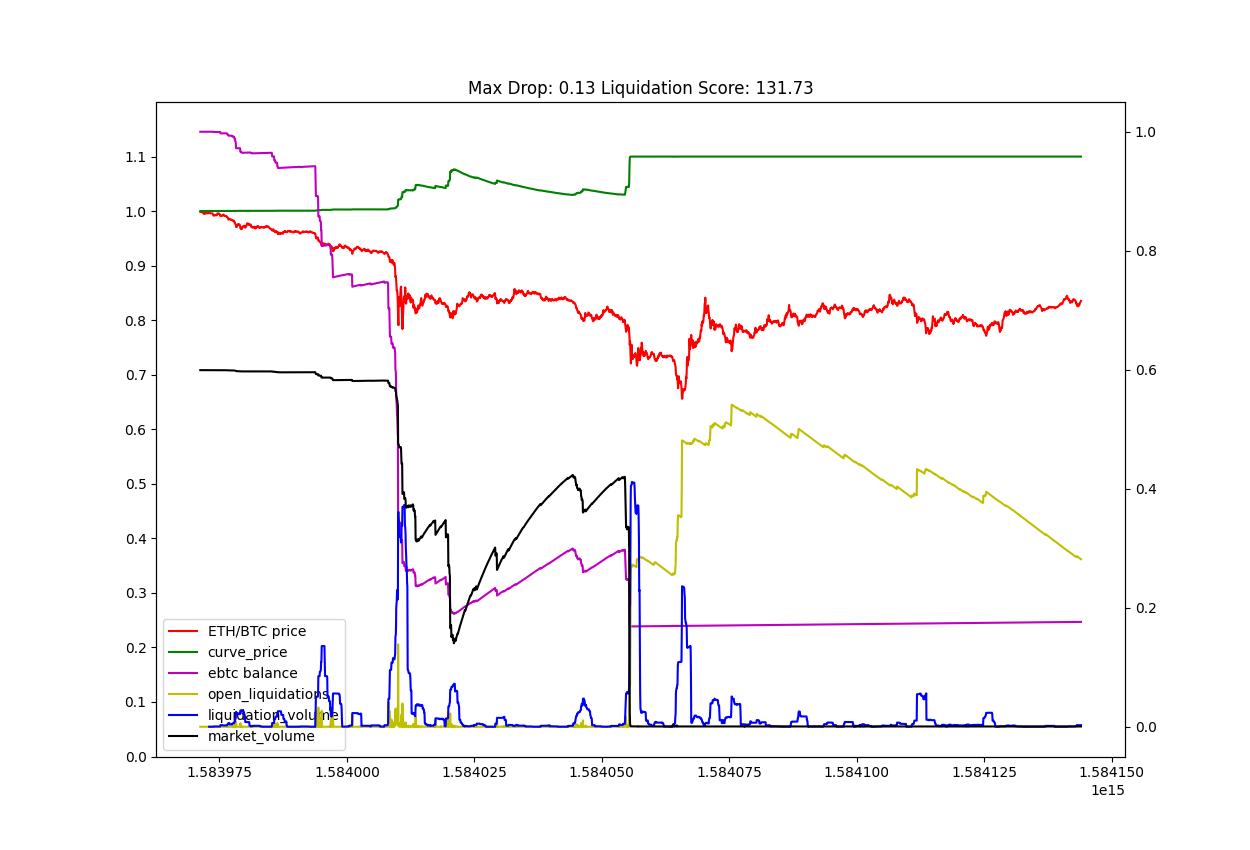 Max Drop: 0.13 Liquidation Score: 131.73
1.1
1.0
0.9
0.8
0.7
0.6
0.5
0.4
0.3
0.2
0.1
0.0
1.0
0.8
0.6
0.4
0.2
0.0
ETH/BTC price
curve_price
ebtc balance
open_liquidations
liquidation_volume
market_volume
1.583975 1.584000 1.584025 1.584050 1.584075 1.584100 1.584125 1.584150
1e15